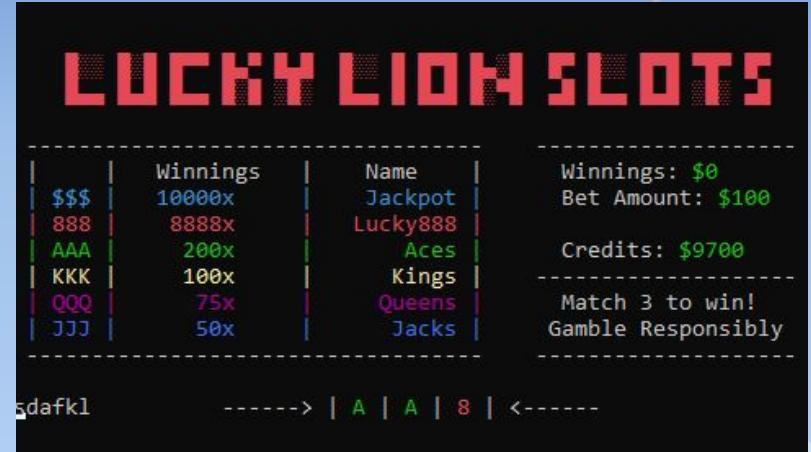 LUCKY LION SLOTS
---------------------------------- -------------------
| | Winnings | Name | Winnings: $0
| $$$ | 10000x | Jackpot | Bet Amount: $100
| 888 | 8888x | Lucky888 |
| AAA | 200x | Aces | Credits: $9700
| KKK | 100x | Kings | -------------------
| QQQ | 75x | Queens | Match 3 to win!
| JJJ | 50x | Jacks | Gamble Responsibly
---------------------------------- -------------------
sdafkl ------> | A | A | 8 | <------